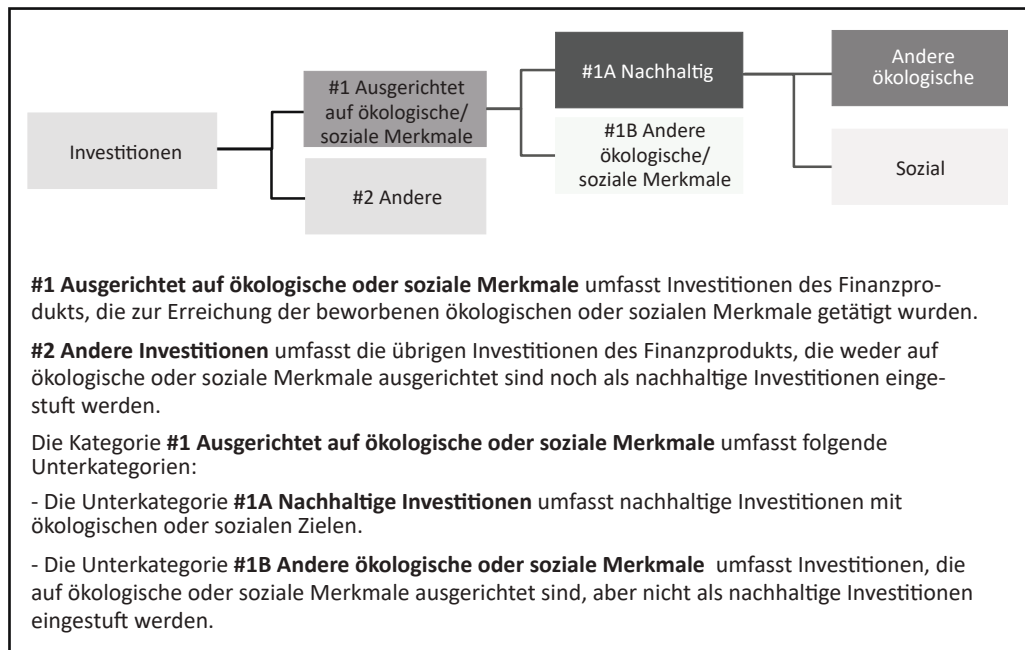 Investitionen
#1 Ausgerichtet
auf ökologische/
soziale Merkmale
#2 Andere
#1A Nachhaltig
#1B Andere
ökologische/
soziale Merkmale
Andere
ökologische
Sozial
#1 Ausgerichtet auf ökologische oder soziale Merkmale umfasst Investitionen des Finanzpro-
dukts, die zur Erreichung der beworbenen ökologischen oder sozialen Merkmale getätigt wurden.
#2 Andere Investitionen umfasst die übrigen Investitionen des Finanzprodukts, die weder auf
ökologische oder soziale Merkmale ausgerichtet sind noch als nachhaltige Investitionen einge-
stuft werden.
Die Kategorie #1 Ausgerichtet auf ökologische oder soziale Merkmale umfasst folgende
Unterkategorien:
- Die Unterkategorie #1A Nachhaltige Investitionen umfasst nachhaltige Investitionen mit
ökologischen oder sozialen Zielen.
- Die Unterkategorie #1B Andere ökologische oder soziale Merkmale umfasst Investitionen, die
auf ökologische oder soziale Merkmale ausgerichtet sind, aber nicht als nachhaltige Investitionen
eingestuft werden.